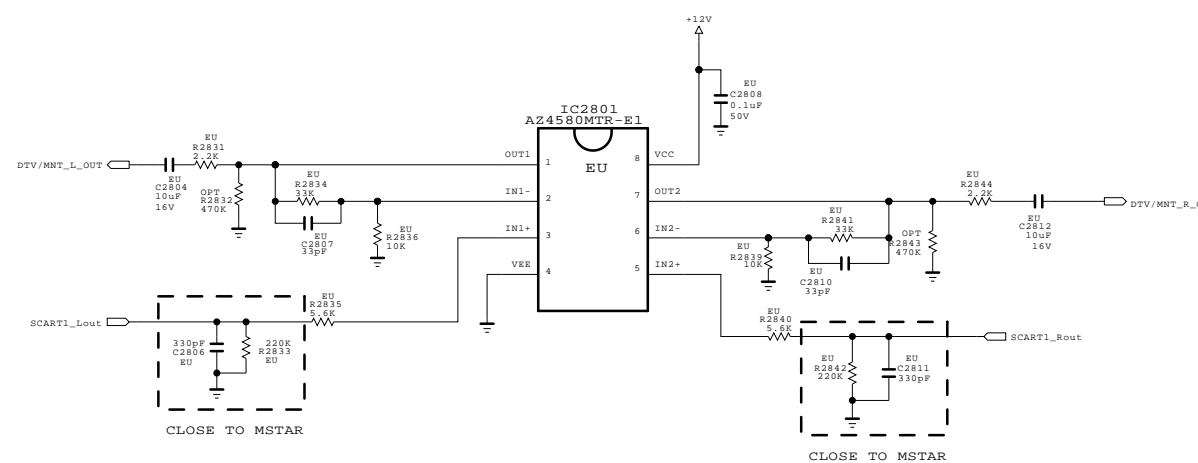 +12V
EU
C2808
0.1uF
50V
IC2801
AZ4580MTR-E1
EU
OUT1
1
IN1-
2
IN1+
3
VEE
4
8
VCC
7
OUT2
6
IN2-
5
IN2+
DTV/MNT_L_OUT
EU
C2804
10uF
16V
EU
R2831
2.2K
OPT
R2832
470K
EU
R2834
33K
EU
C2807
33pF
EU
R2836
10K
SCART1_Lout
330pF
C2806
EU
220K
R2833
EU
EU
R2835
5.6K
CLOSE TO MSTAR
EU
R2844
2.2K
EU
C2812
10uF
16V
DTV/MNT_R_O
EU
R2841
33K
OPT
R2843
470K
EU
R2839
10K
EU
C2810
33pF
EU
R2840
5.6K
EU
R2842
220K
EU
C2811
330pF
SCART1_Rout
CLOSE TO MSTAR